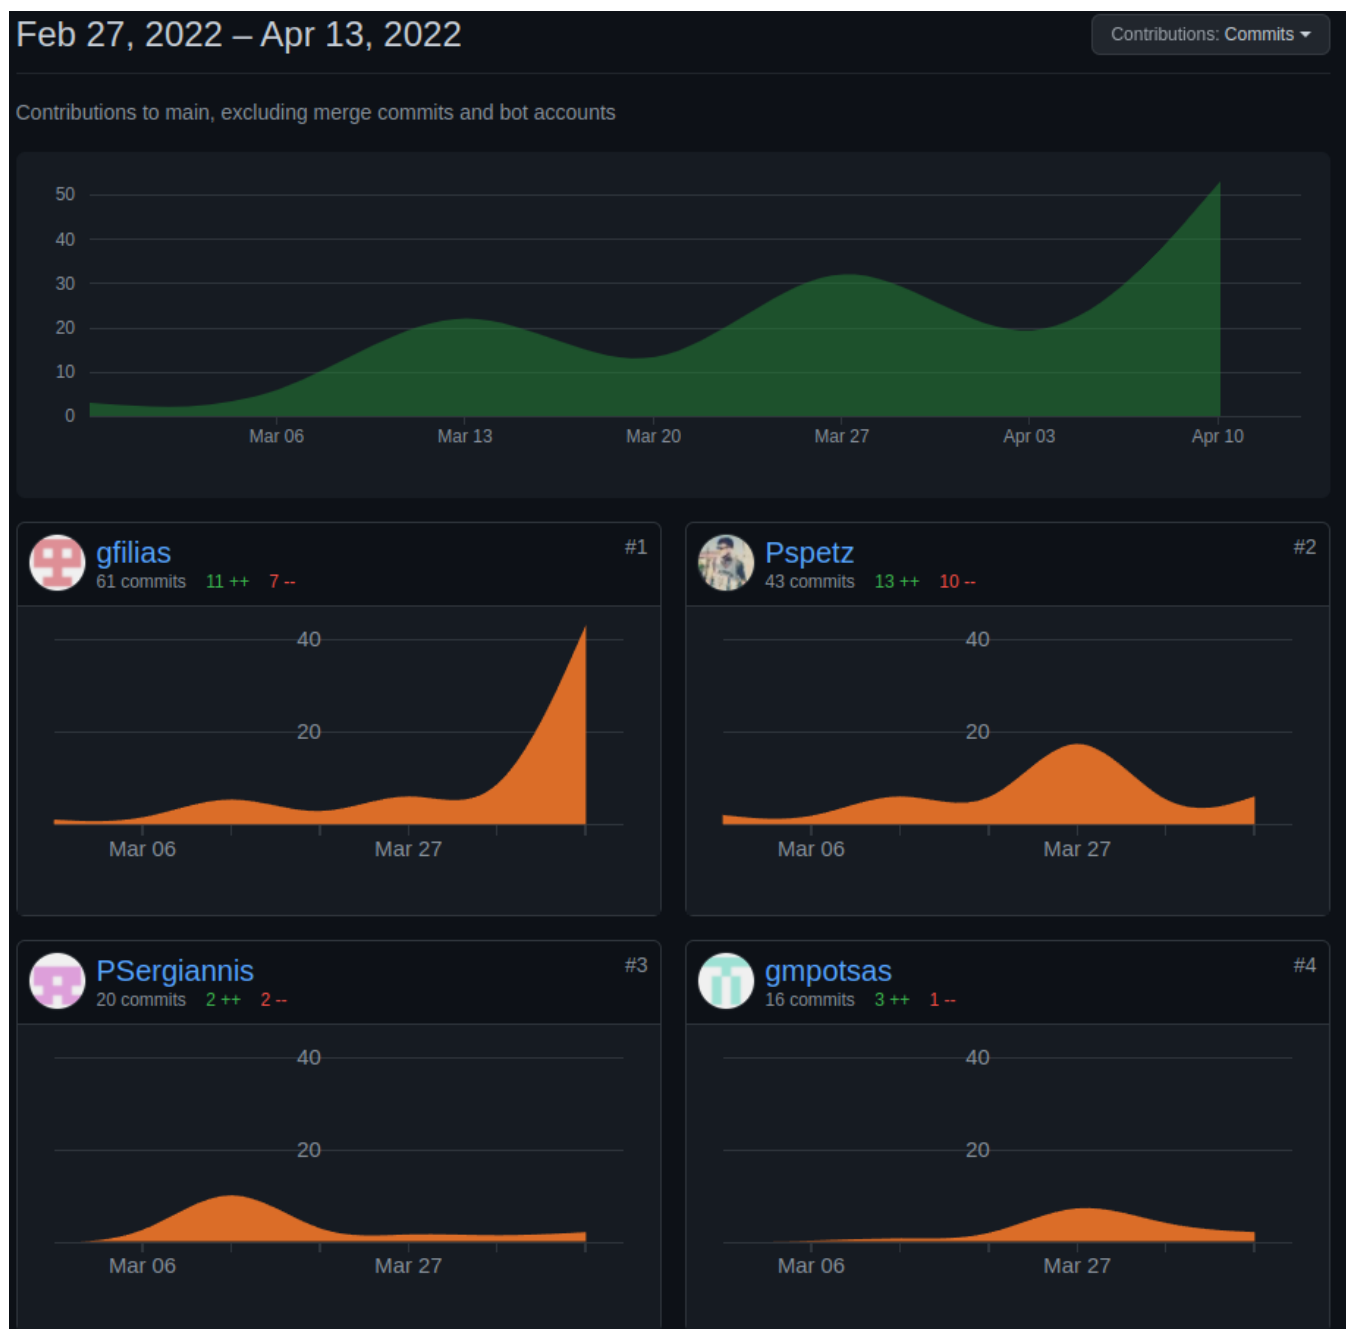 Feb 27, 2022 – Apr 13, 2022
Contributions: Commits
Contributions to main, excluding merge commits and bot accounts
50
40
30
20
10
0
Mar 06 Mar 13 Mar 20 Mar 27 Apr 03 Apr 10
gfilias #1
61 commits 11 ++ 7 --
40
20
Mar 06 Mar 27
Pspetz #2
43 commits 13 ++ 10 --
40
20
Mar 06 Mar 27
PSergiannis #3
20 commits 2 ++ 2 --
40
20
Mar 06 Mar 27
gmpotsas #4
16 commits 3 ++ 1 --
40
20
Mar 06 Mar 27